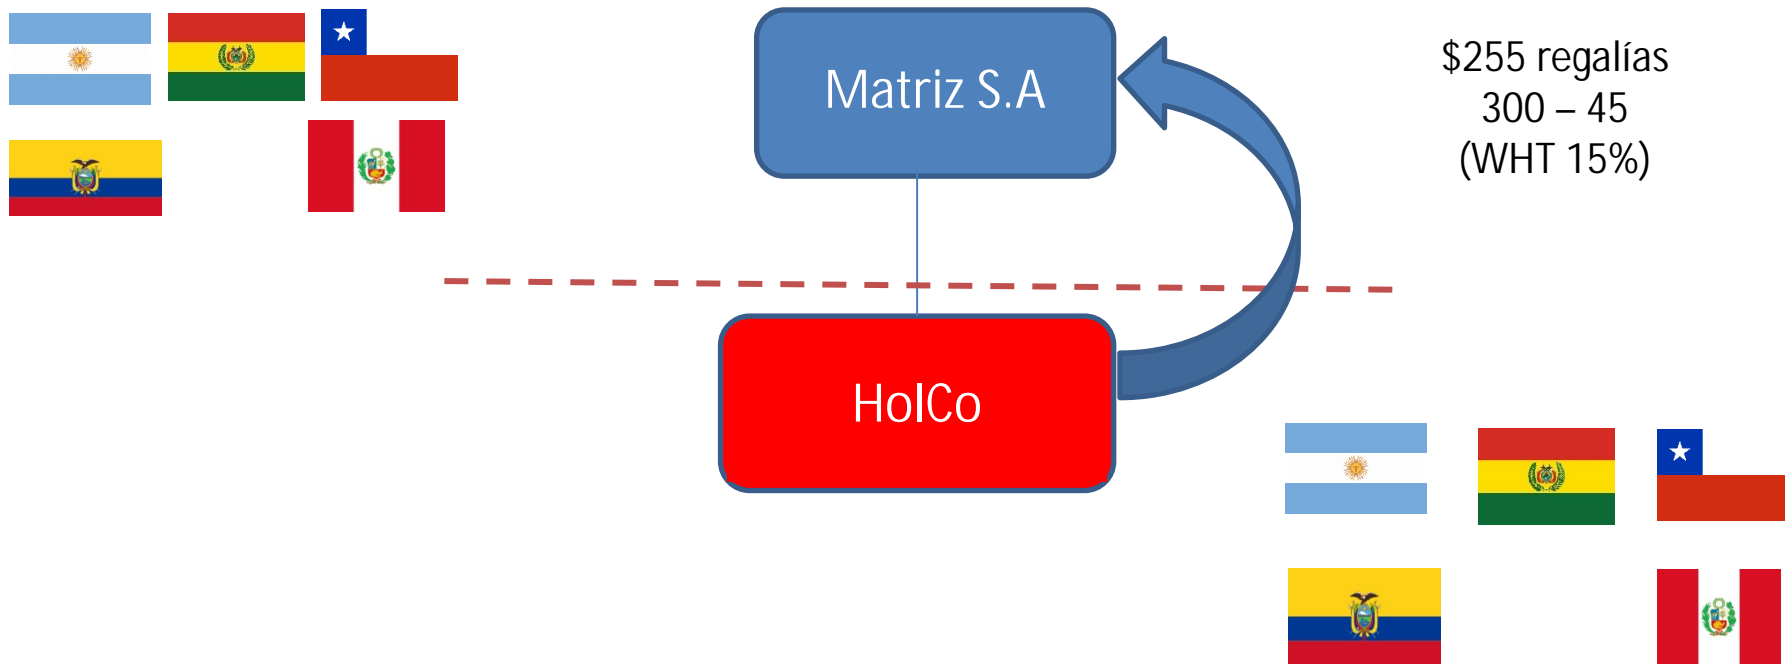 Matriz S.A
$255 regalías
300 – 45
(WHT 15%)
HolCo